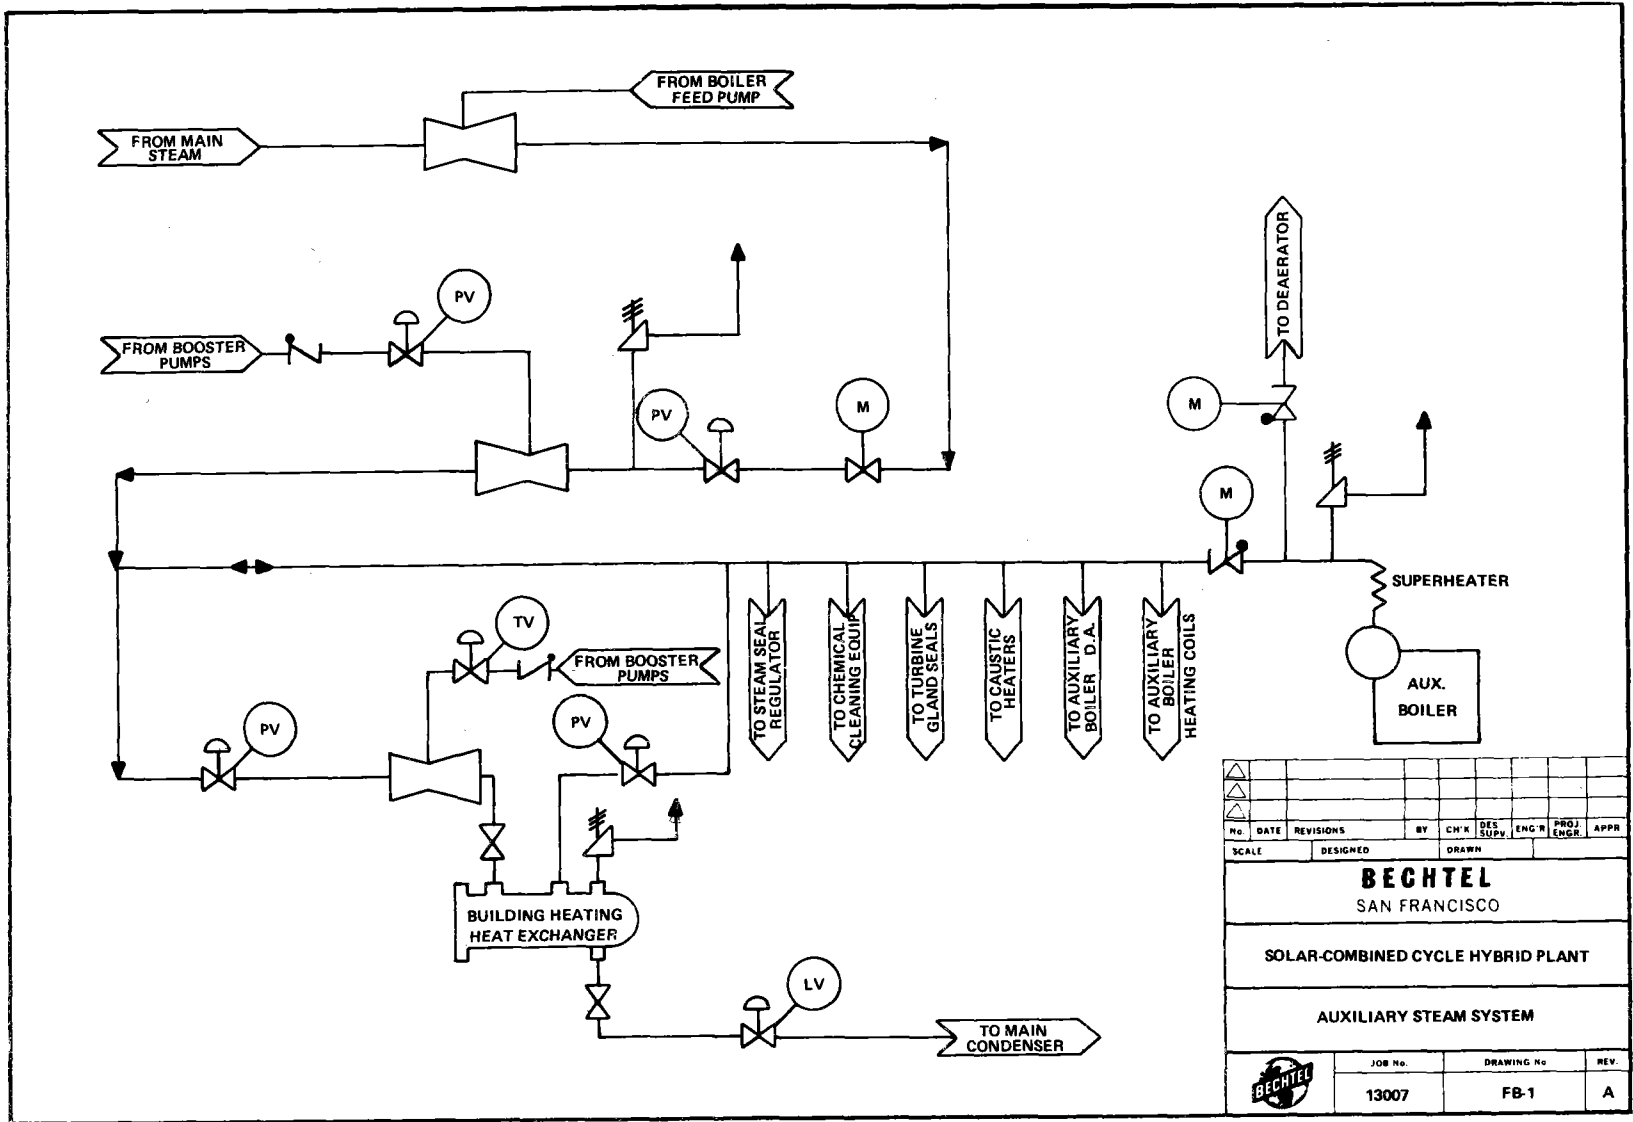 FROM BOILER
FEED PUMP
FROM MAIN
STEAM
TO DEAERATOR
PV
FROM BOOSTER
PUMPS
PV
M
M
M
SUPERHEATER
TV
FROM BOOSTER
PUMPS
PV
PV
TO STEAM SEAL
REGULATOR
TO CHEMICAL
CLEANING EQUIP
TO TURBINE
GLAND SEALS
TO CAUSTIC
HEATERS
TO AUXILIARY
BOILER D.A.
TO AUXILIARY
BOILER
HEATING COILS
AUX.
BOILER
BUILDING HEATING
HEAT EXCHANGER
LV
TO MAIN
CONDENSER
No. DATE REVISIONS BY CH'K DES. SUPV. ENG'R PROJ. ENGR. APPR
SCALE DESIGNED DRAWN
BECHTEL
SAN FRANCISCO
SOLAR-COMBINED CYCLE HYBRID PLANT
AUXILIARY STEAM SYSTEM
BECHTEL
JOB No. DRAWING No REV.
13007 FB-1 A